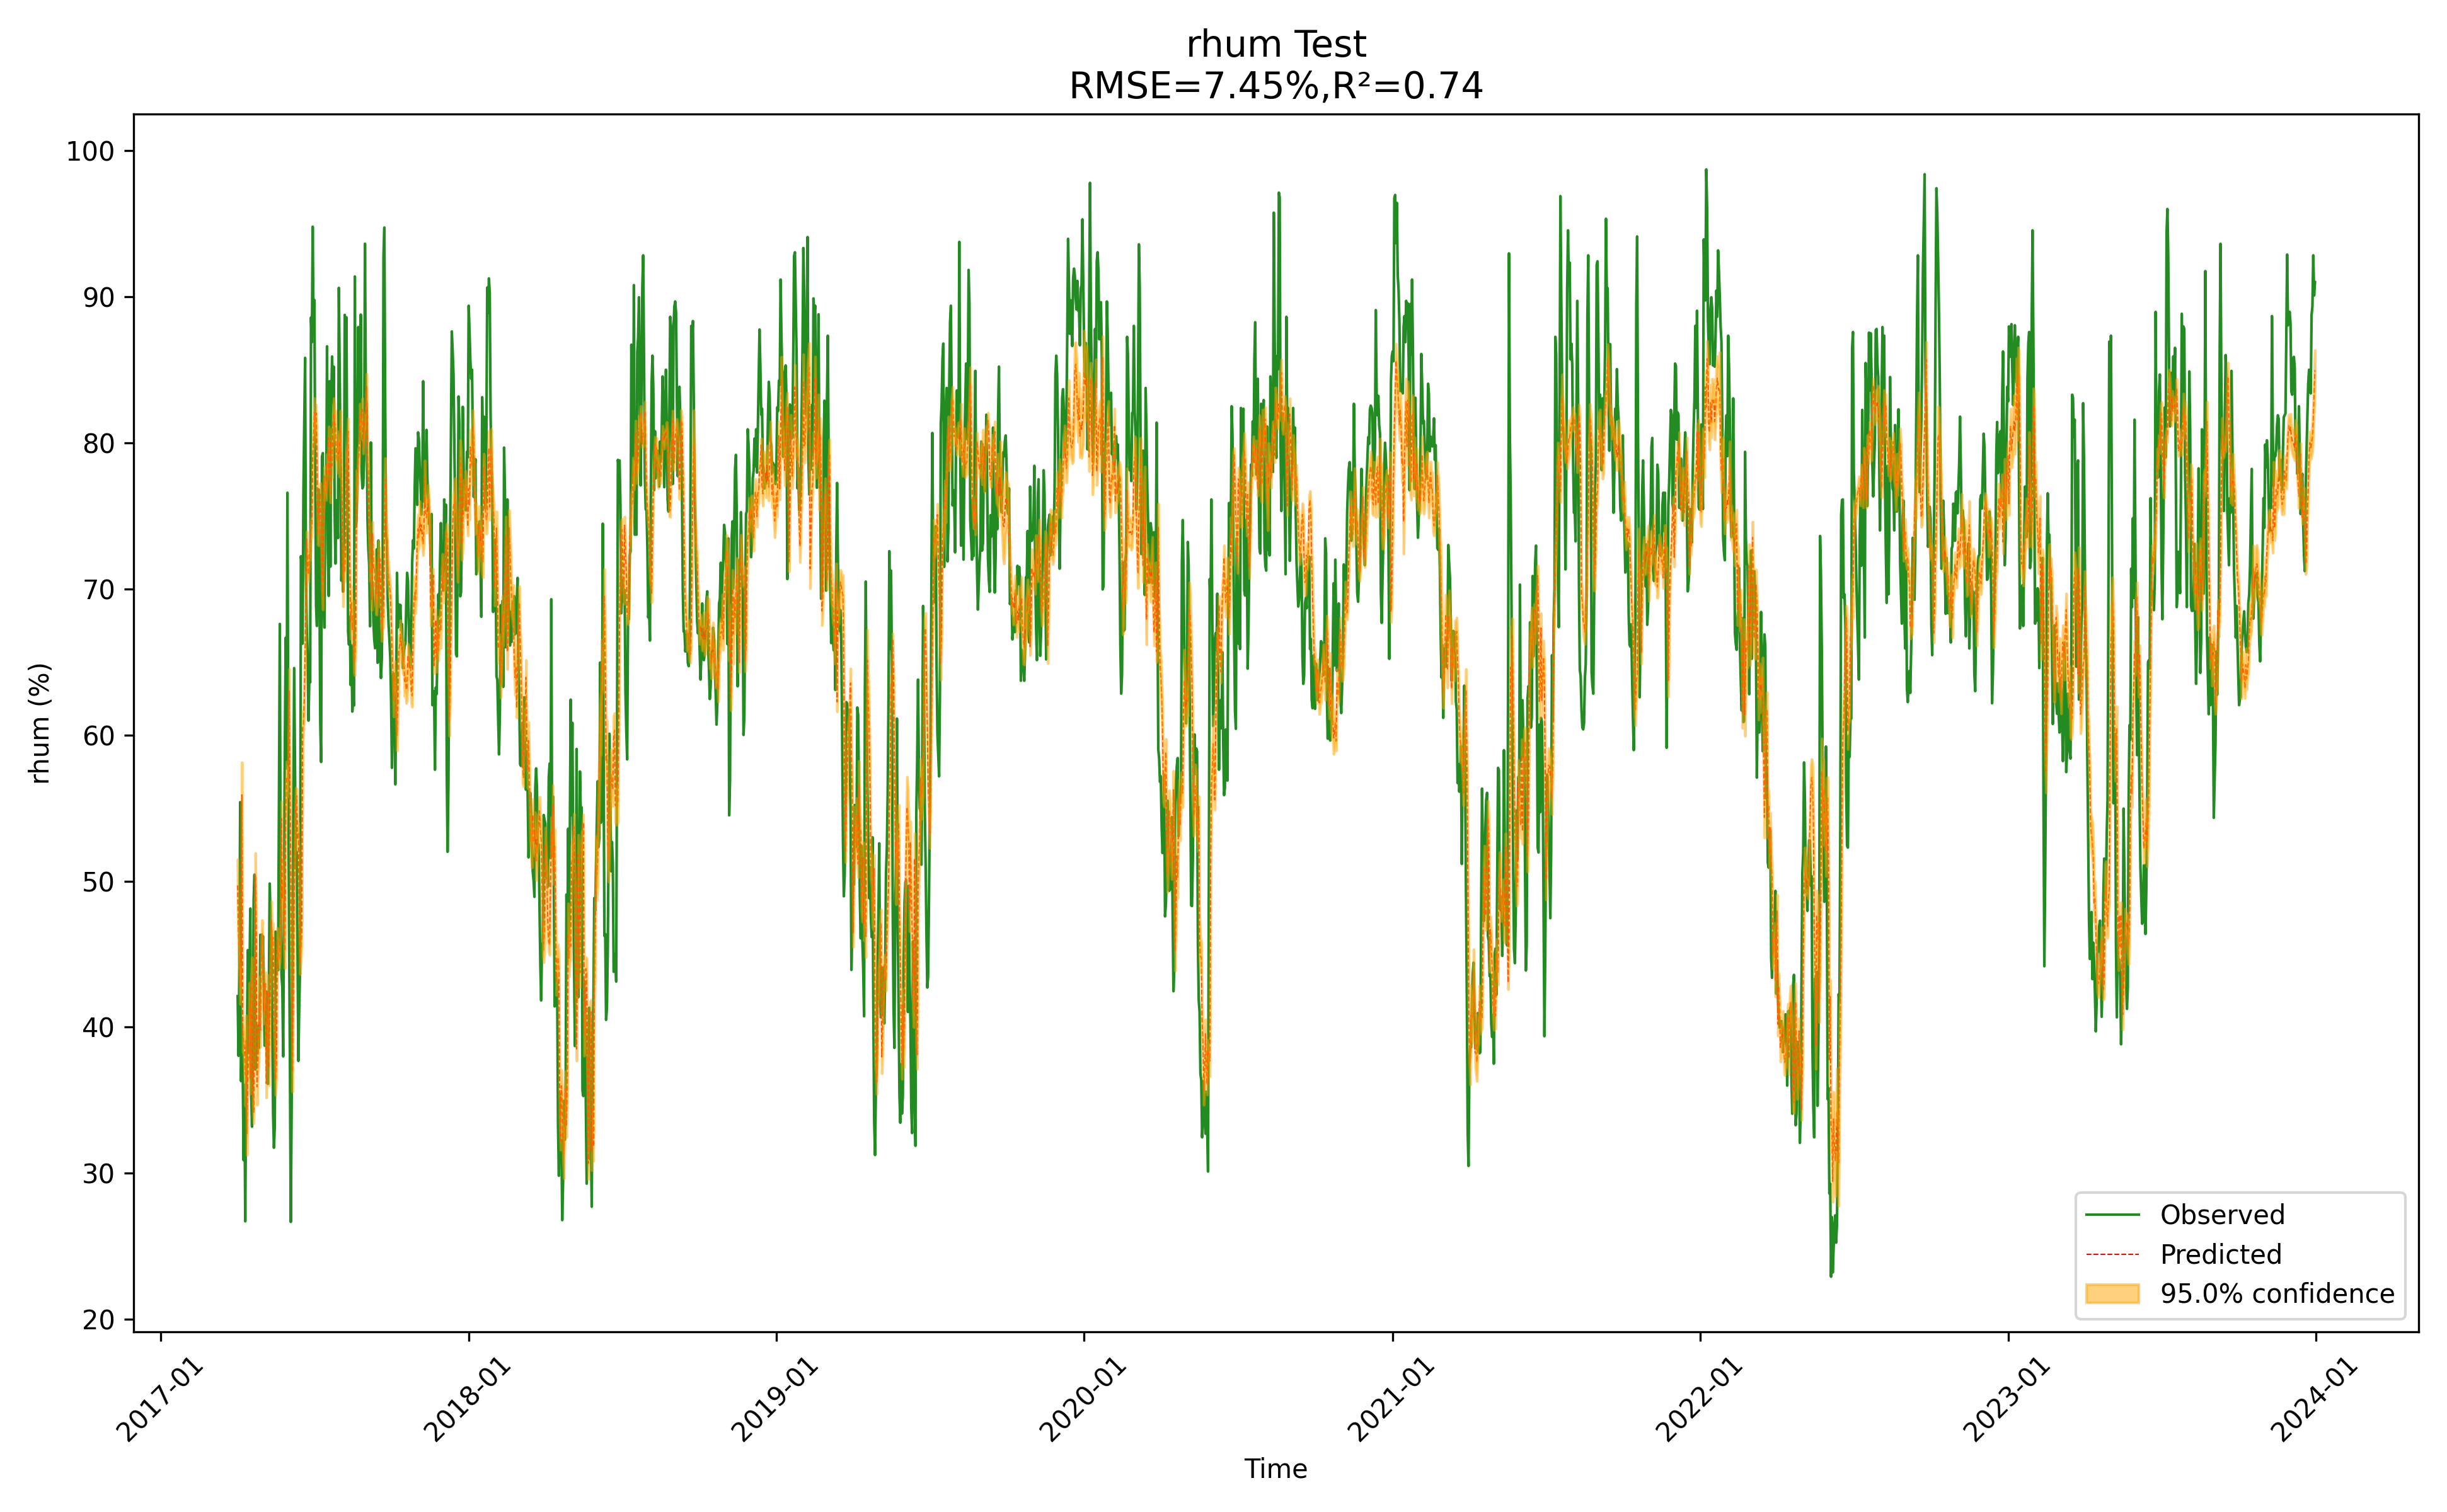 rhum Test
RMSE=7.45%,R²=0.74
100
90
80
70
60
50
40
30
20
rhum (%)
2017-01
2018-01
2019-01
2020-01
2021-01
2022-01
2023-01
2024-01
Time
Observed
Predicted
95.0% confidence